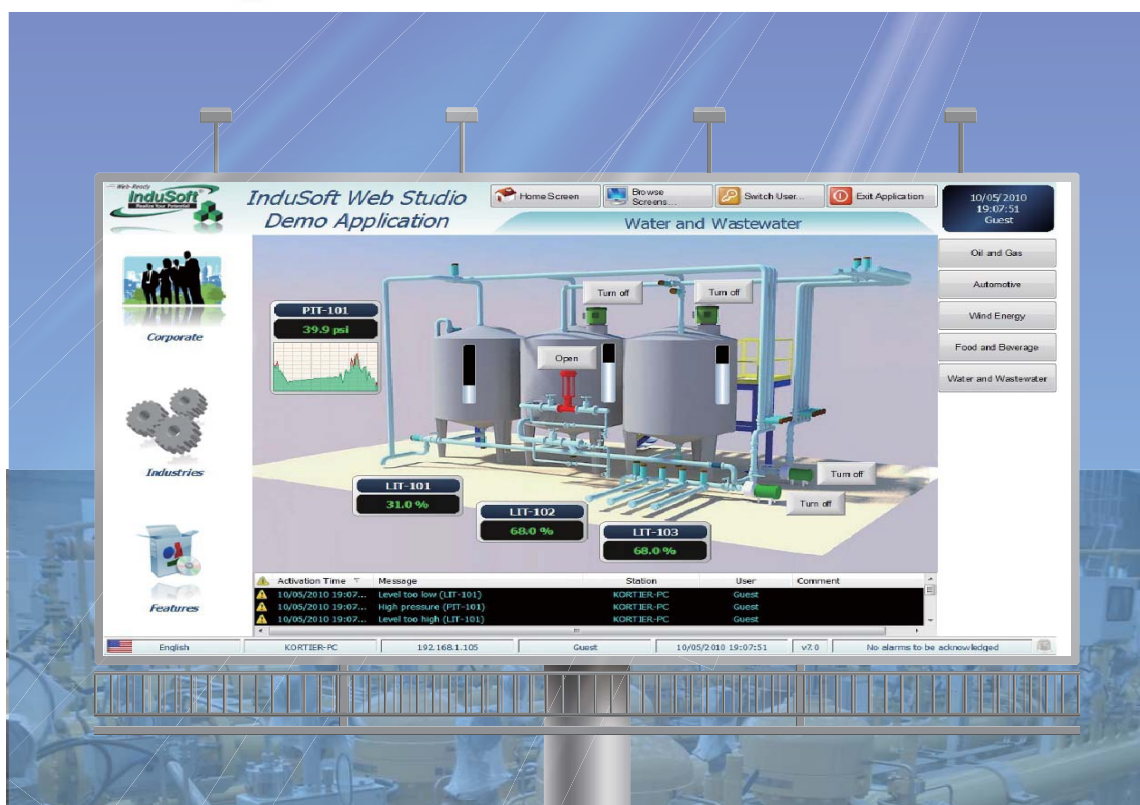 Web-Ready
InduSoft®
Realize Your Potential
InduSoft Web Studio
Demo Application
Home Screen
Browse
Screens...
Switch User...
Exit Application
10/05/2010
19:07:51
Guest
Water and Wastewater
Oil and Gas
Automotive
Wind Energy
Food and Beverage
Water and Wastewater
Corporate
Industries
Features
PIT-101
39.9 psi
Turn off
Turn off
Open
Turn off
Turn off
LIT-101
31.0 %
LIT-102
68.0 %
LIT-103
68.0 %
Activation Time Message Station User Comment
10/05/2010 19:07... Level too low (LIT-101) KORTIER-PC Guest
10/05/2010 19:07... High pressure (PIT-101) KORTIER-PC Guest
10/05/2010 19:07... Level too high (LIT-101) KORTIER-PC Guest
English KORTIER-PC 192.168.1.105 Guest 10/05/2010 19:07:51 v7.0 No alarms to be acknowledged